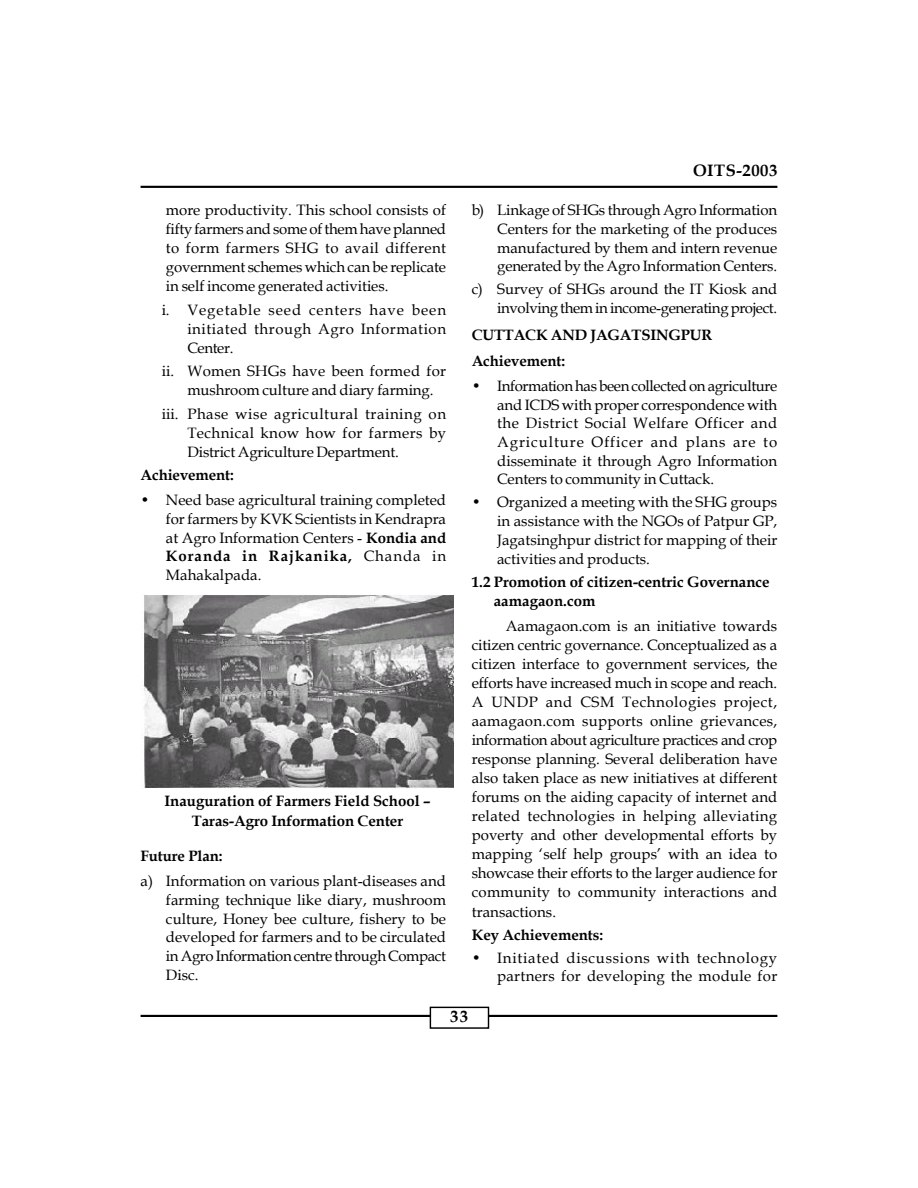 OITS-2003
more productivity. This school consists of
fifty farmers and some of them have planned
to form farmers SHG to avail different
government schemes which can be replicate
in self income generated activities.
i. Vegetable seed centers have been
initiated through Agro Information
Center.
ii. Women SHGs have been formed for
mushroom culture and diary farming.
iii. Phase wise agricultural training on
Technical know how for farmers by
District Agriculture Department.
Achievement:
• Need base agricultural training completed
for farmers by KVK Scientists in Kendrapra
at Agro Information Centers - Kondia and
Koranda in Rajkanika, Chanda in
Mahakalpada.
Inauguration of Farmers Field School –
Taras-Agro Information Center
Future Plan:
a) Information on various plant-diseases and
farming technique like diary, mushroom
culture, Honey bee culture, fishery to be
developed for farmers and to be circulated
in Agro Information centre through Compact
Disc.
b) Linkage of SHGs through Agro Information
Centers for the marketing of the produces
manufactured by them and intern revenue
generated by the Agro Information Centers.
c) Survey of SHGs around the IT Kiosk and
involving them in income-generating project.
CUTTACK AND JAGATSINGPUR
Achievement:
• Information has been collected on agriculture
and ICDS with proper correspondence with
the District Social Welfare Officer and
Agriculture Officer and plans are to
disseminate it through Agro Information
Centers to community in Cuttack.
• Organized a meeting with the SHG groups
in assistance with the NGOs of Patpur GP,
Jagatsinghpur district for mapping of their
activities and products.
1.2 Promotion of citizen-centric Governance
aamagaon.com
Aamagaon.com is an initiative towards
citizen centric governance. Conceptualized as a
citizen interface to government services, the
efforts have increased much in scope and reach.
A UNDP and CSM Technologies project,
aamagaon.com supports online grievances,
information about agriculture practices and crop
response planning. Several deliberation have
also taken place as new initiatives at different
forums on the aiding capacity of internet and
related technologies in helping alleviating
poverty and other developmental efforts by
mapping ‘self help groups’ with an idea to
showcase their efforts to the larger audience for
community to community interactions and
transactions.
Key Achievements:
• Initiated discussions with technology
partners for developing the module for
33